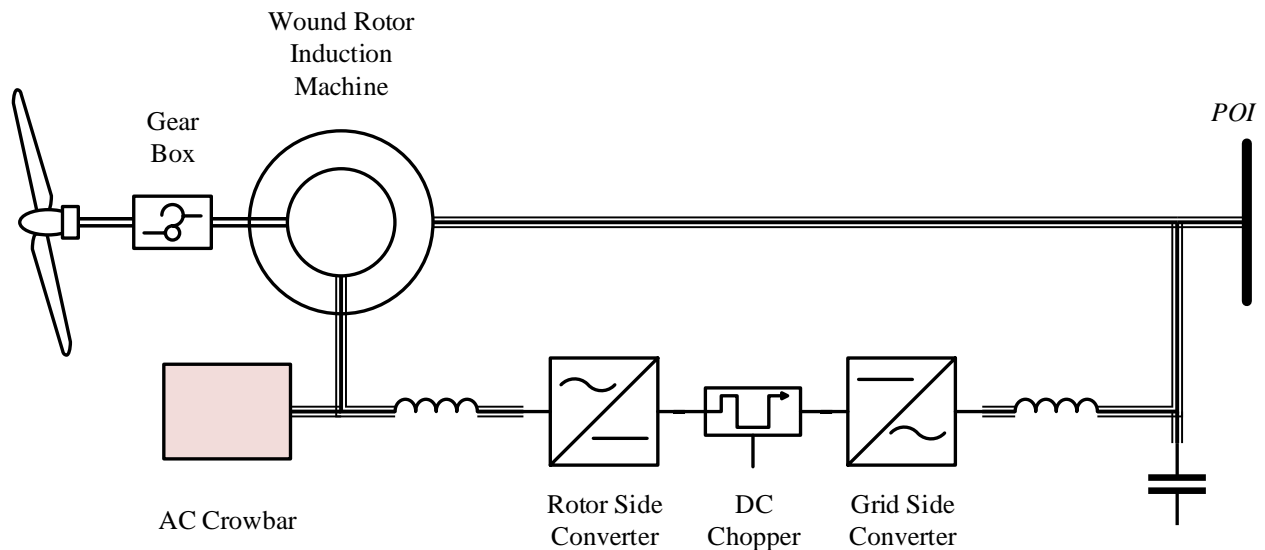 Wound Rotor
Induction
Machine
Gear
Box
POI
AC Crowbar
Rotor Side
Converter
DC
Chopper
Grid Side
Converter